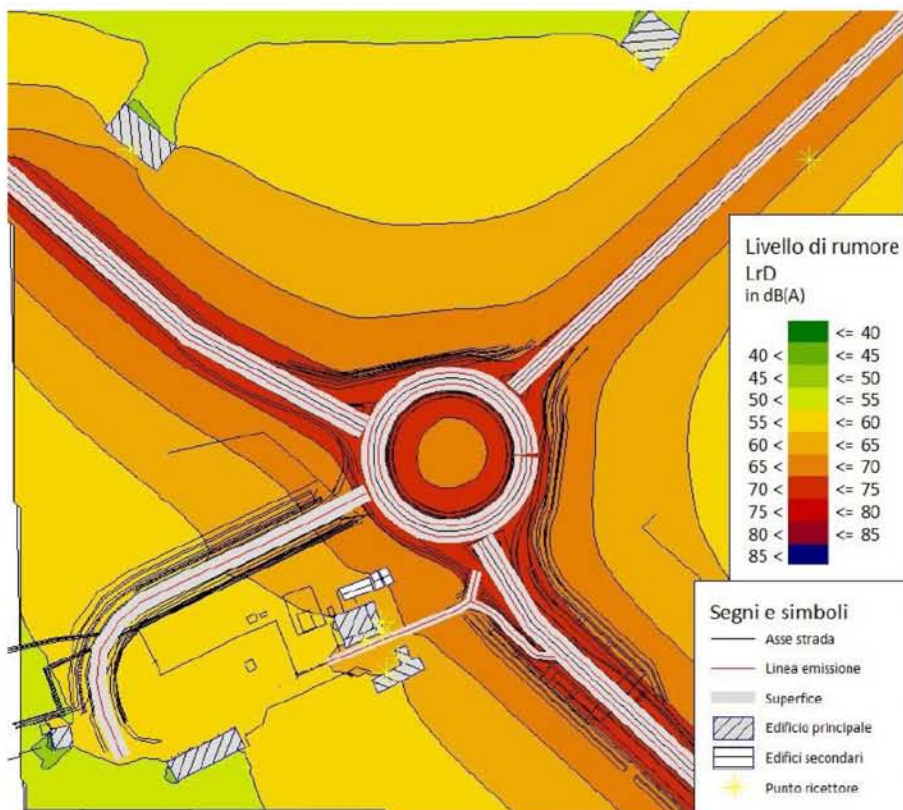 Livello di rumore
LrD
in dB(A)
<= 40
40 < <= 45
45 < <= 50
50 < <= 55
55 < <= 60
60 < <= 65
65 < <= 70
70 < <= 75
75 < <= 80
80 < <= 85
85 <
Segni e simboli
Asse strada
Linea emissione
Superfice
Edificio principale
Edifici secondari
Punto ricettore